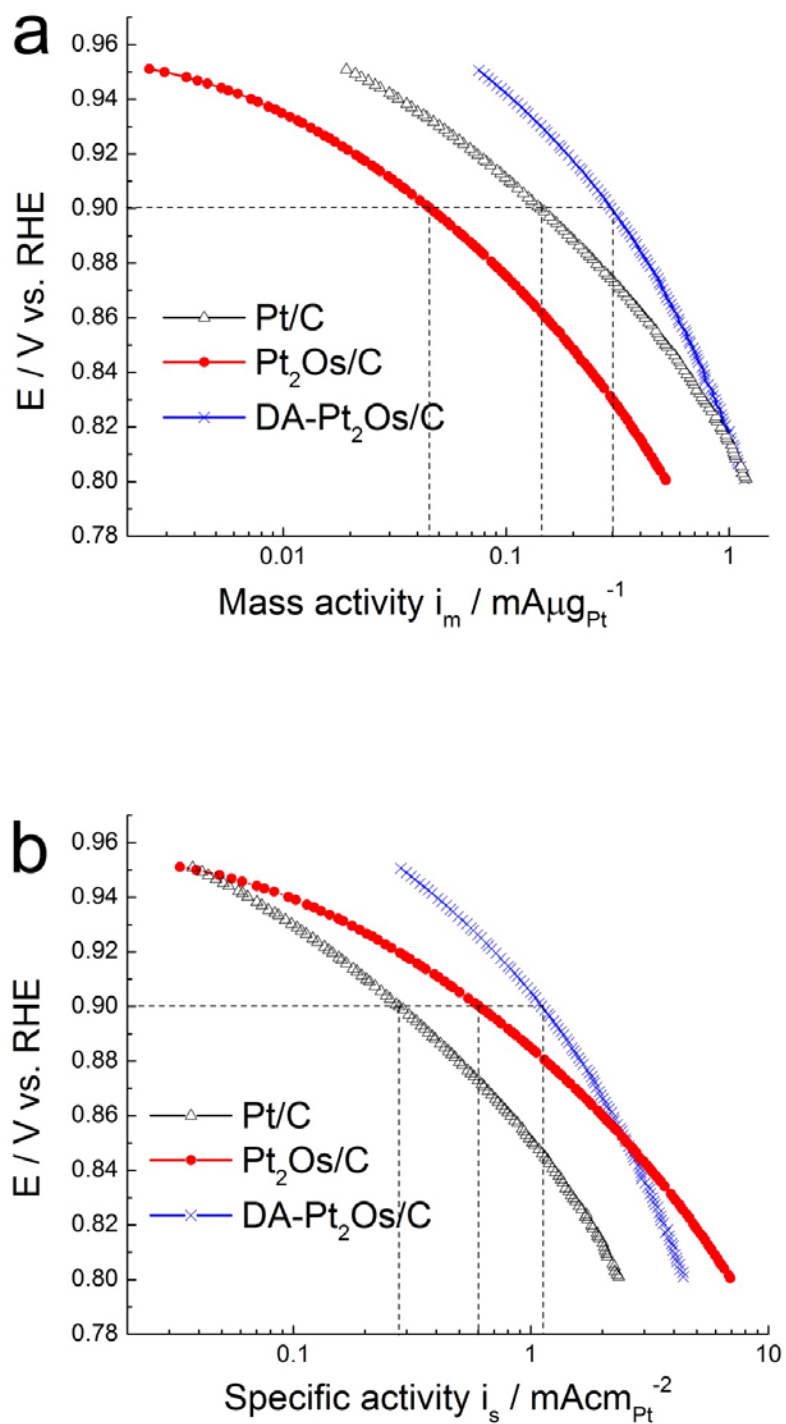 a
0.96
0.94
0.92
0.90
0.88
0.86
0.84
0.82
0.80
0.78
E / V vs. RHE
Pt/C
Pt₂Os/C
DA-Pt₂Os/C
0.01
0.1
1
Mass activity iₘ / mAμg_Pt⁻¹
b
0.96
0.94
0.92
0.90
0.88
0.86
0.84
0.82
0.80
0.78
E / V vs. RHE
Pt/C
Pt₂Os/C
DA-Pt₂Os/C
0.1
1
10
Specific activity iₛ / mAcm_Pt⁻²